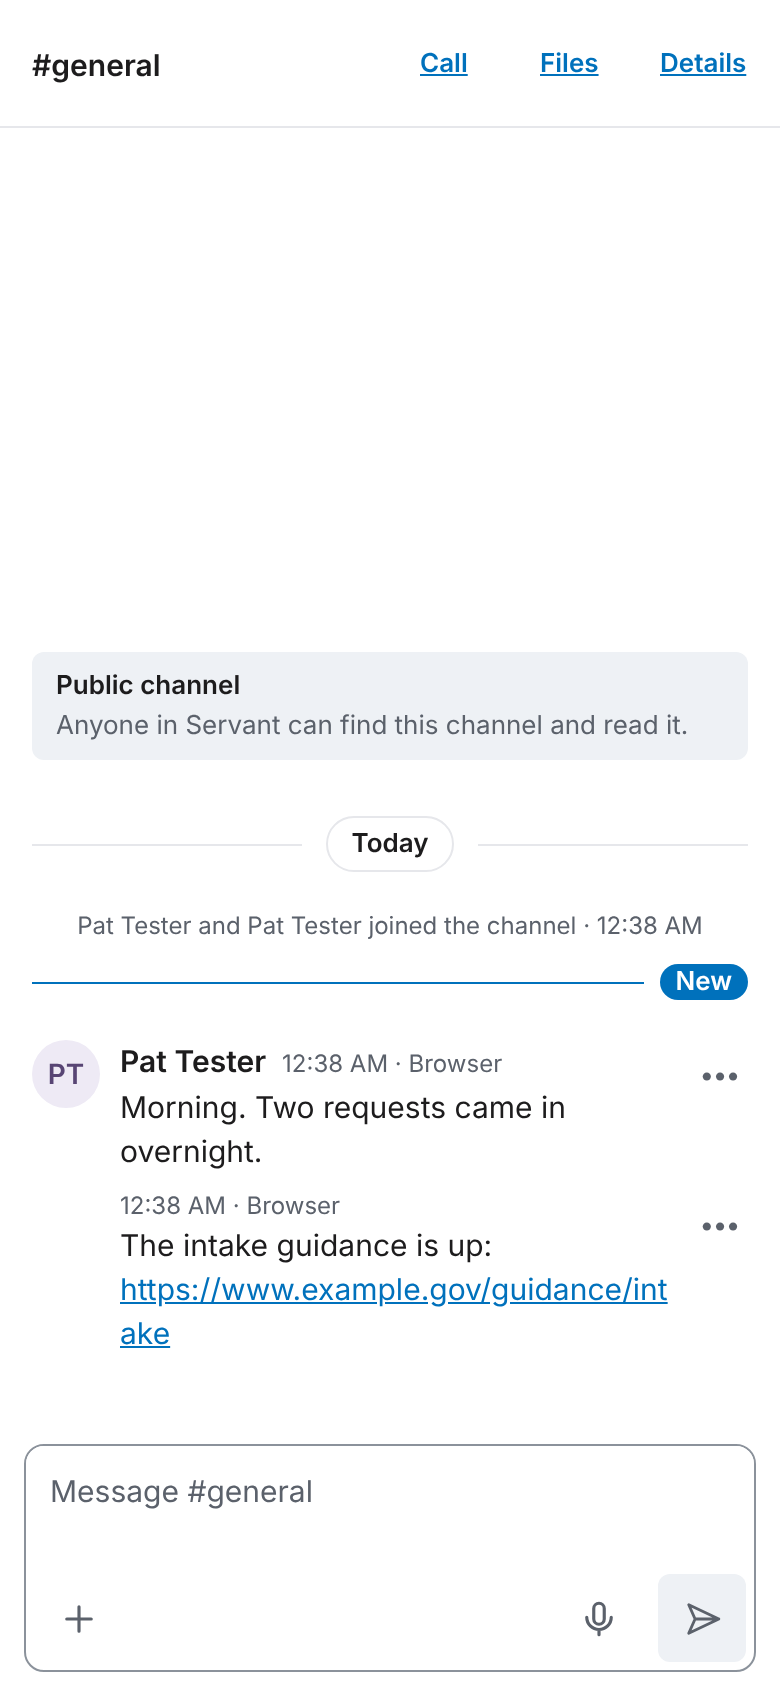 #general Call Files Details
Public channel
Anyone in Servant can find this channel and read it.
Today
Pat Tester and Pat Tester joined the channel · 12:38 AM
New
PT
Pat Tester 12:38 AM · Browser
Morning. Two requests came in
overnight.
12:38 AM · Browser
The intake guidance is up:
https://www.example.gov/guidance/int
ake
Message #general